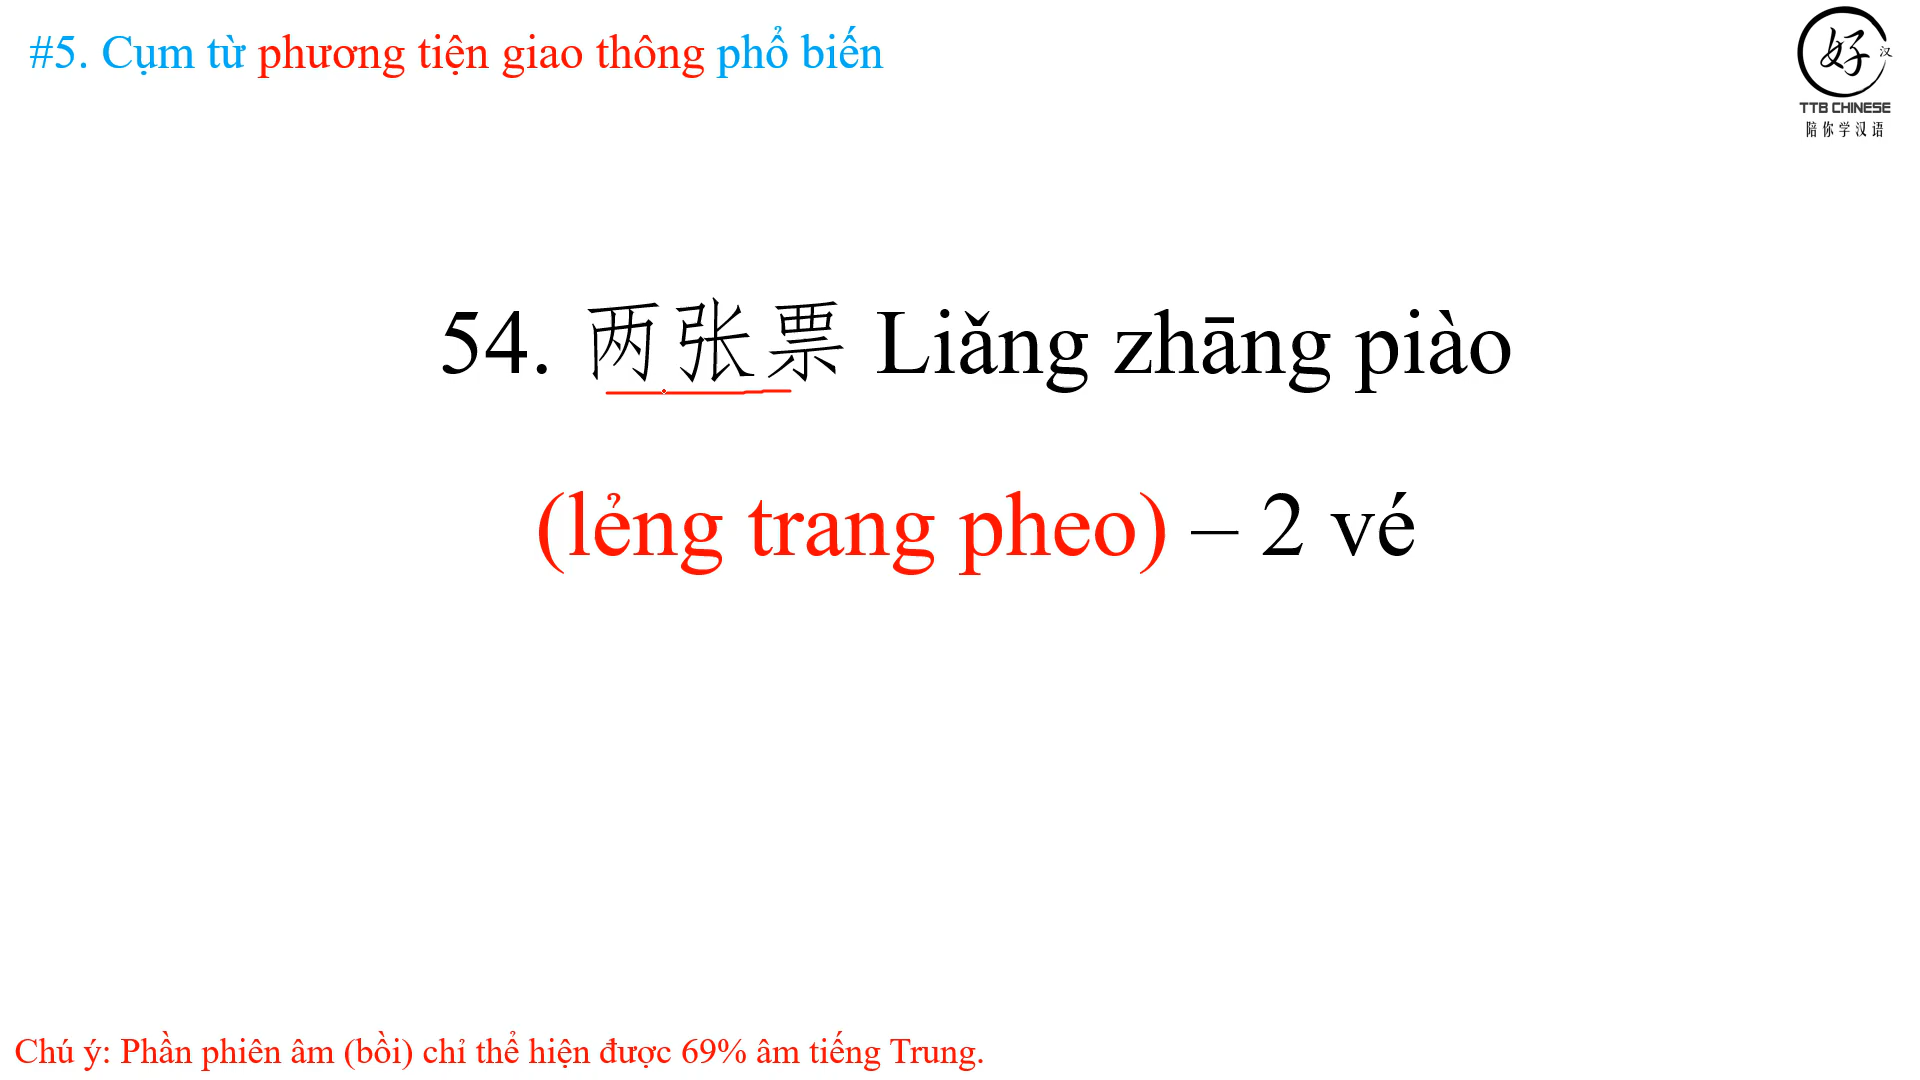 #5. Cụm từ phương tiện giao thông phổ biến
好
汉
TTB CHINESE
陪你学汉语
54. 两张票 Liǎng zhāng piào
(lẻng trang pheo) – 2 vé
Chú ý: Phần phiên âm (bồi) chỉ thể hiện được 69% âm tiếng Trung.